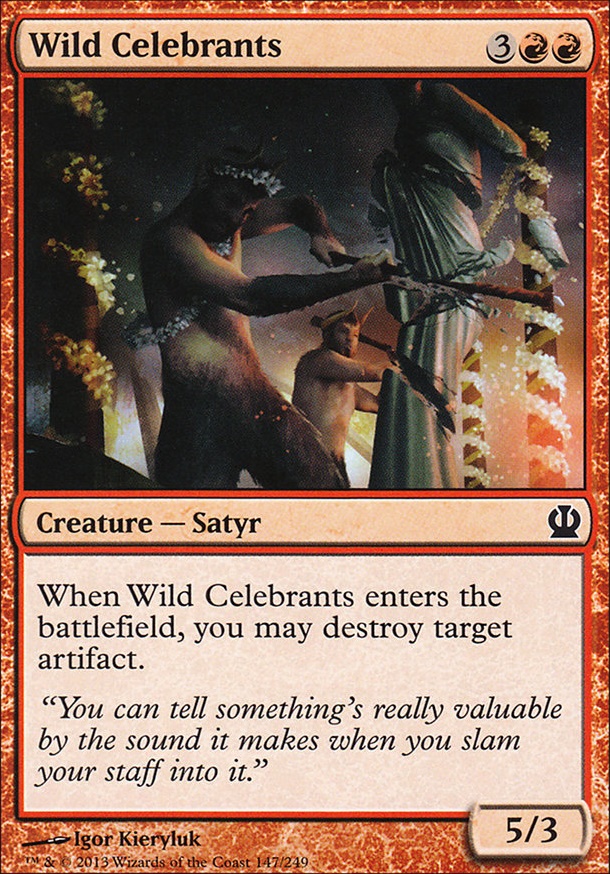 Wild Celebrants 3
Creature — Satyr
When Wild Celebrants enters the
battlefield, you may destroy target
artifact.
“You can tell something’s really valuable
by the sound it makes when you slam
your staff into it.”
5/3
Igor Kieryluk
™ & © 2013 Wizards of the Coast 147/249